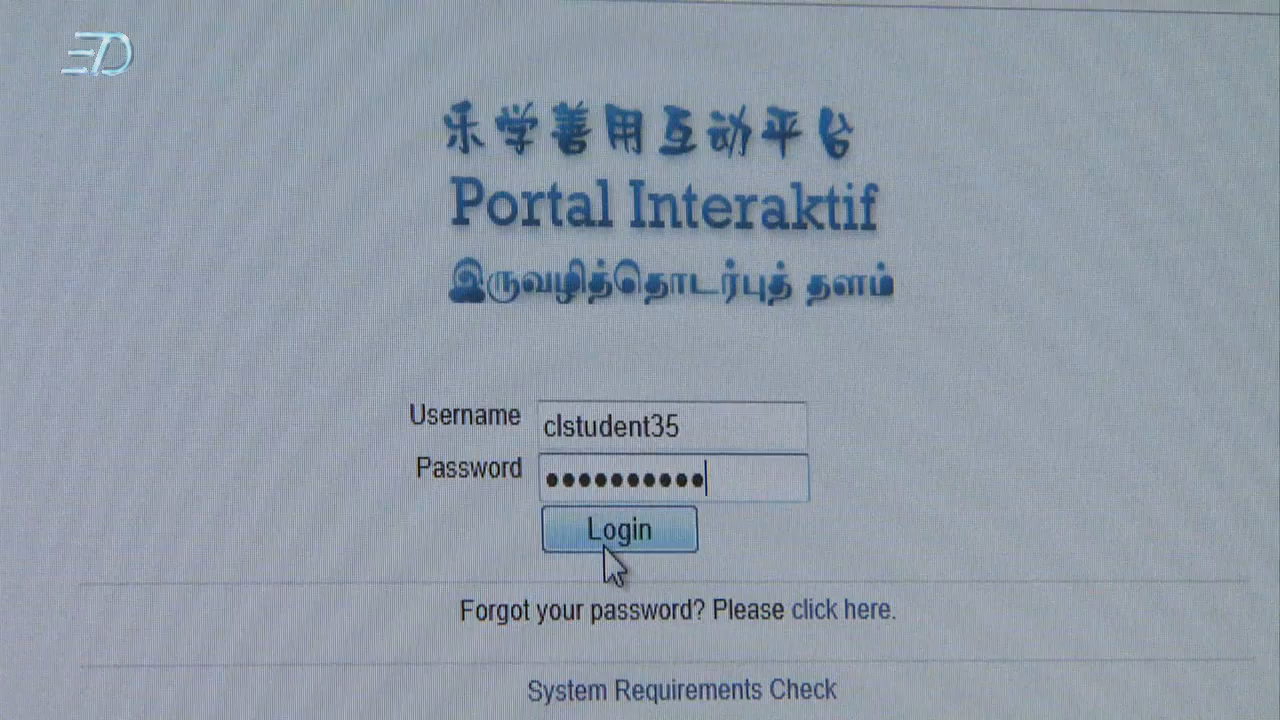 ETD
乐学善用互动平台
Portal Interaktif
இருவழித்தொடர்புத் தளம்
Username clstudent35
Password ••••••••••
Login
Forgot your password? Please click here.
System Requirements Check